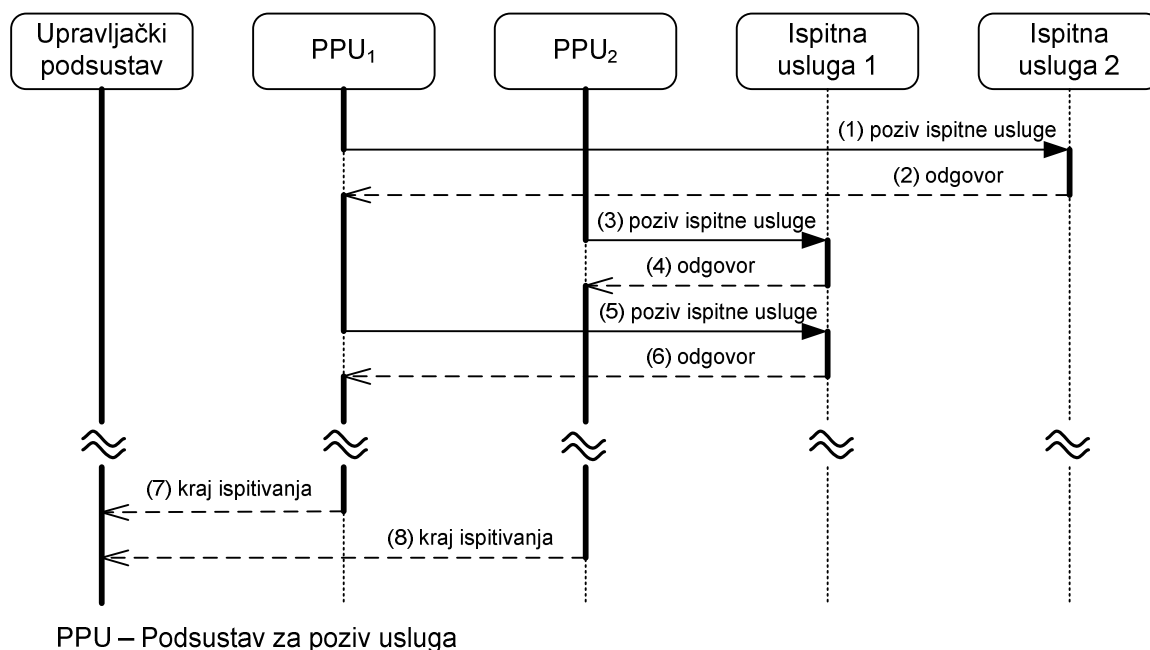 Upravljački
podsustav
PPU₁
PPU₂
Ispitna
usluga 1
Ispitna
usluga 2
(1) poziv ispitne usluge
(2) odgovor
(3) poziv ispitne usluge
(4) odgovor
(5) poziv ispitne usluge
(6) odgovor
(7) kraj ispitivanja
(8) kraj ispitivanja
PPU – Podsustav za poziv usluga